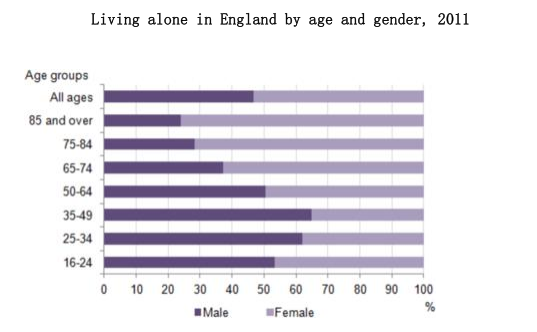 Living alone in England by age and gender, 2011
Age groups
All ages
85 and over
75-84
65-74
50-64
35-49
25-34
16-24
0 10 20 30 40 50 60 70 80 90 100
%
Male Female